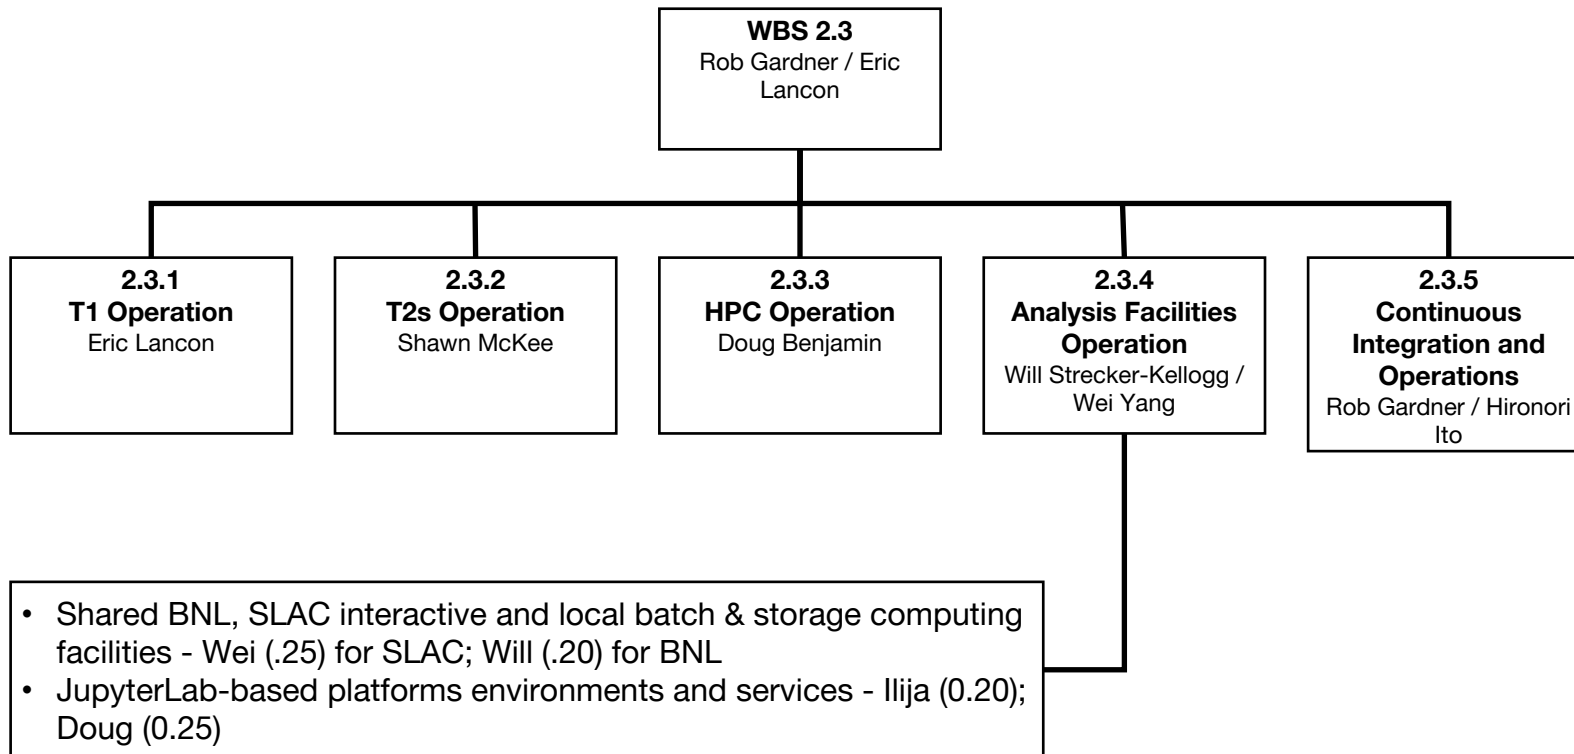 WBS 2.3
Rob Gardner / Eric
Lancon
2.3.1
T1 Operation
Eric Lancon
2.3.2
T2s Operation
Shawn McKee
2.3.3
HPC Operation
Doug Benjamin
2.3.4
Analysis Facilities
Operation
Will Strecker-Kellogg /
Wei Yang
2.3.5
Continuous
Integration and
Operations
Rob Gardner / Hironori
Ito
• Shared BNL, SLAC interactive and local batch & storage computing
facilities - Wei (.25) for SLAC; Will (.20) for BNL
• JupyterLab-based platforms environments and services - Ilija (0.20);
Doug (0.25)